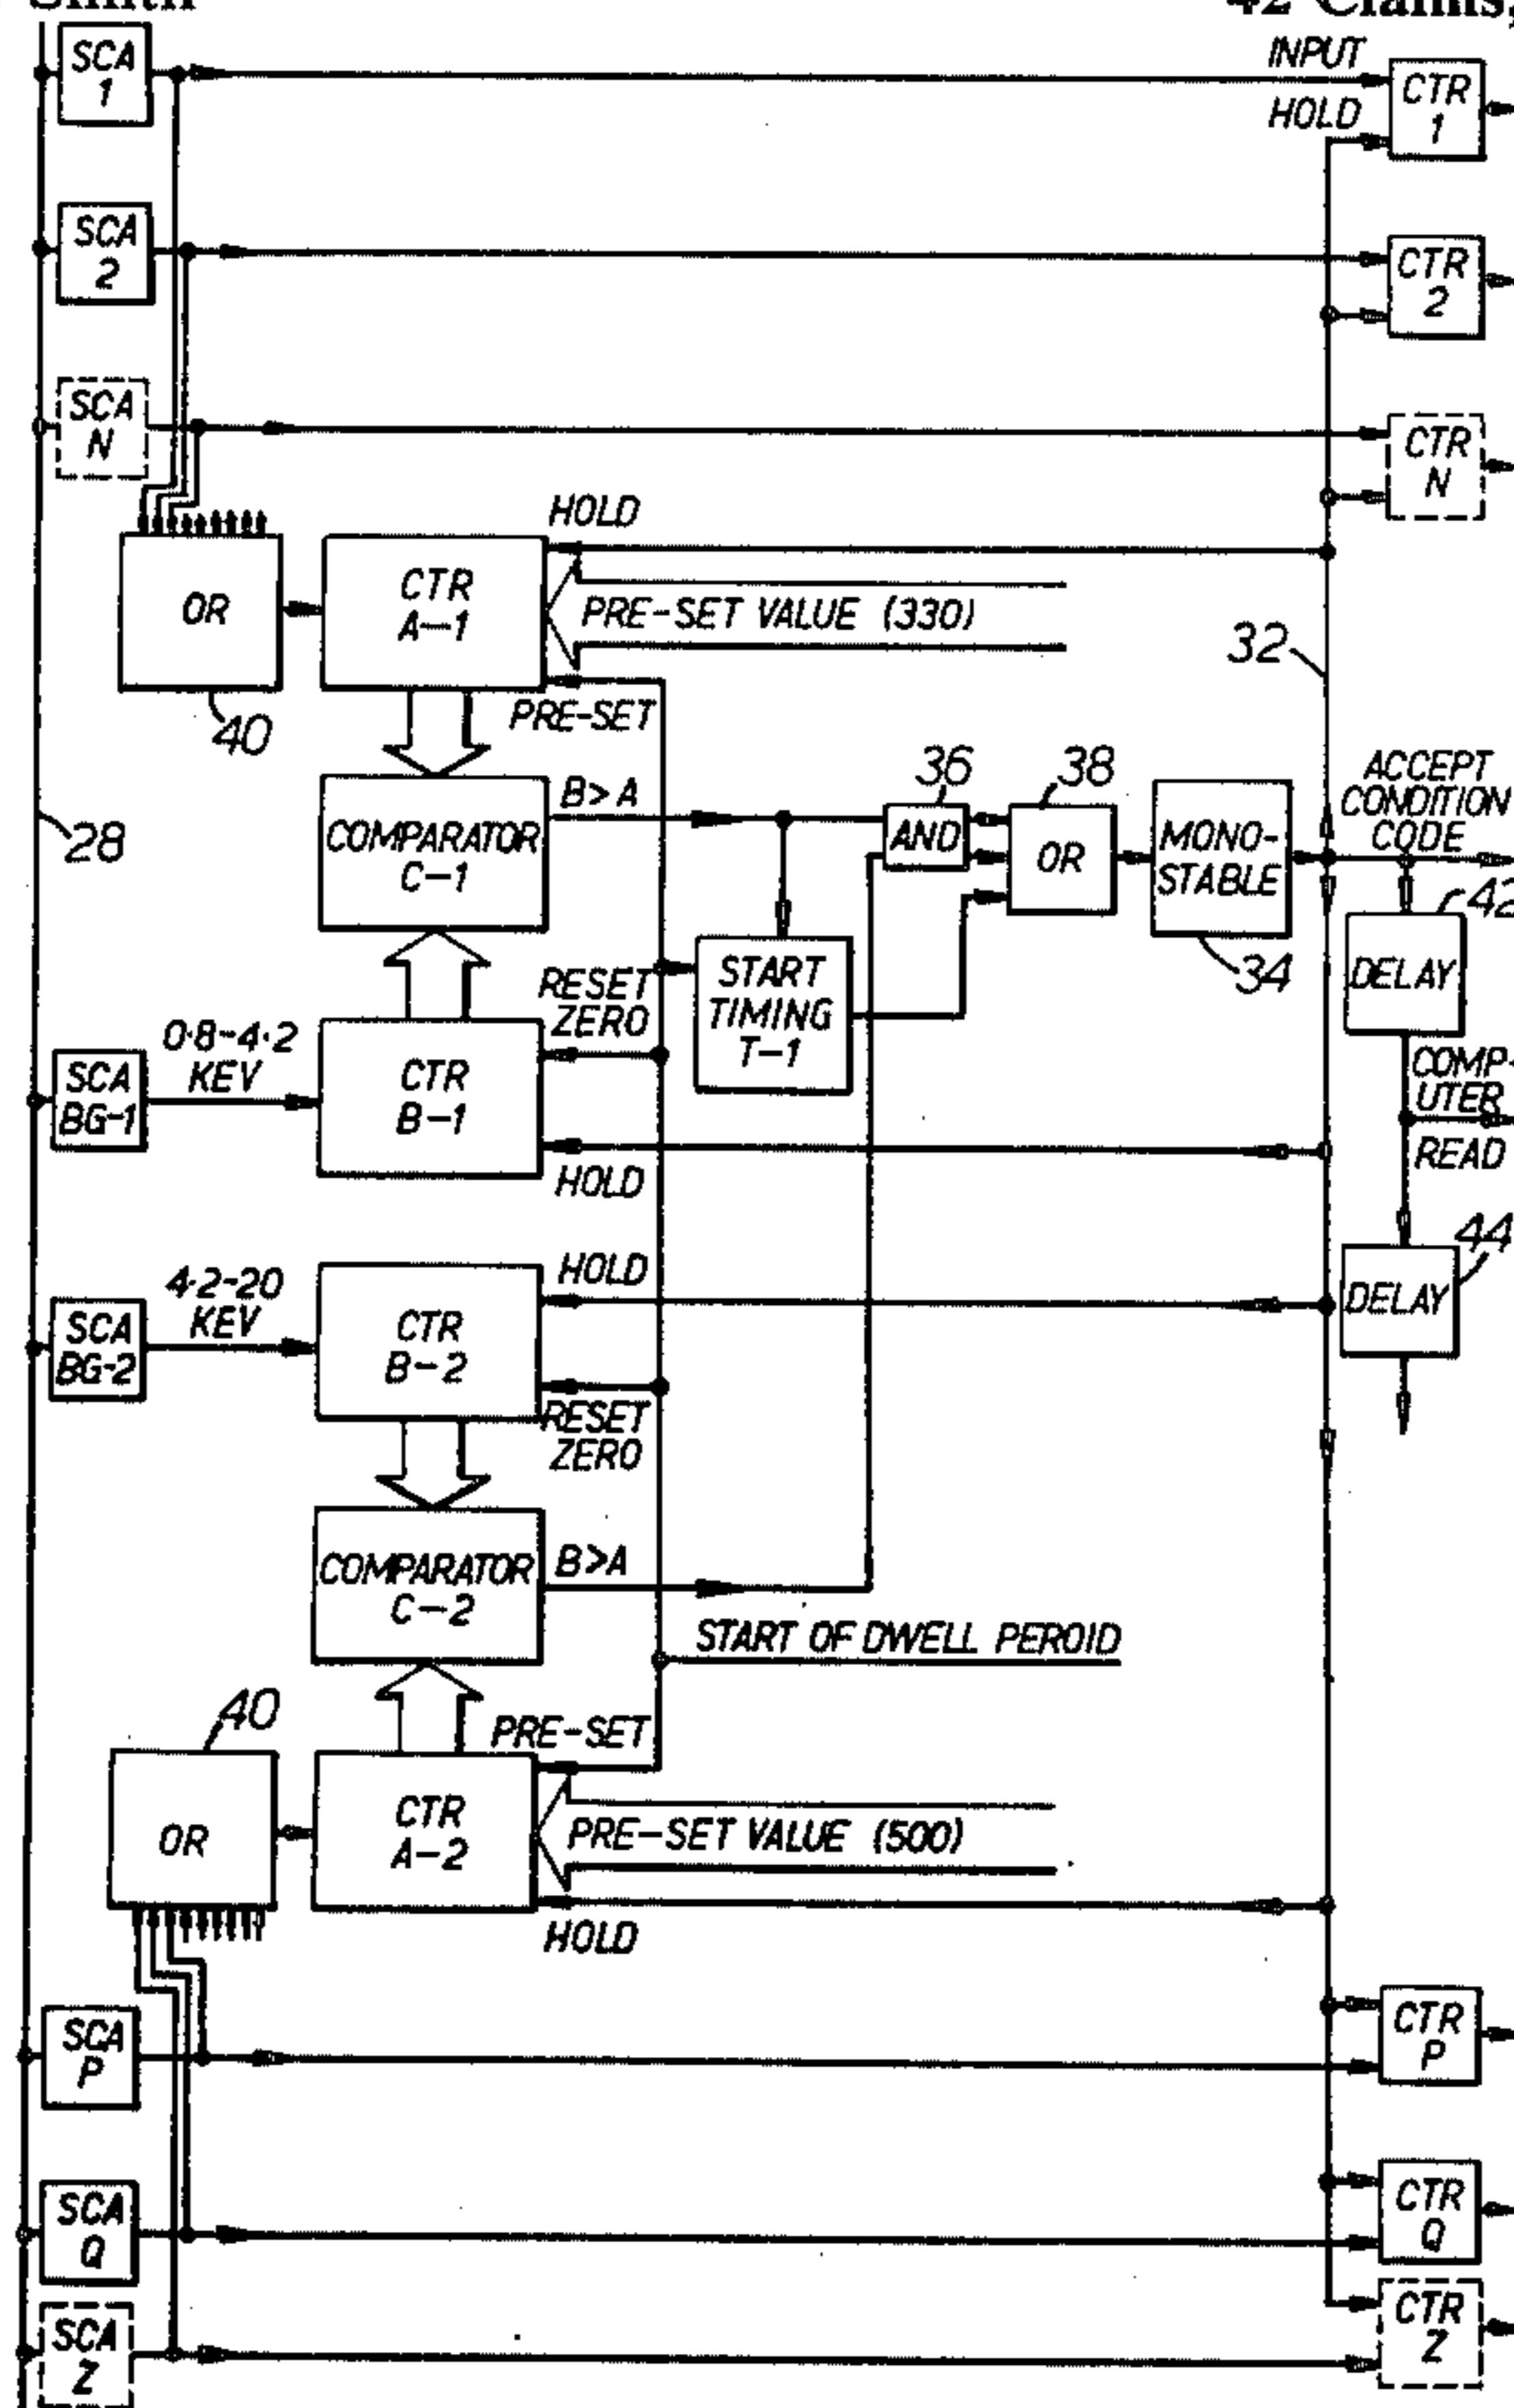 Smith
42 Claims,
SCA
1
INPUT
HOLD
CTR
1
SCA
2
CTR
2
SCA
N
CTR
N
HOLD
OR
CTR
A-1
PRE-SET VALUE (330)
32
40
PRE-SET
36
38
ACCEPT
CONDITION
CODE
B>A
28
COMPARATOR
C-1
AND
OR
MONO-
STABLE
42
34
DELAY
RESET
ZERO
START
TIMING
T-1
0·8-4·2
KEV
SCA
BG-1
CTR
B-1
COMP-
UTER
READ
HOLD
44
HOLD
4·2-20
KEV
SCA
BG-2
CTR
B-2
DELAY
RESET
ZERO
COMPARATOR
C-2
B>A
START OF DWELL PEROID
40
PRE-SET
OR
CTR
A-2
PRE-SET VALUE (500)
HOLD
SCA
P
CTR
P
SCA
Q
CTR
Q
SCA
Z
CTR
Z